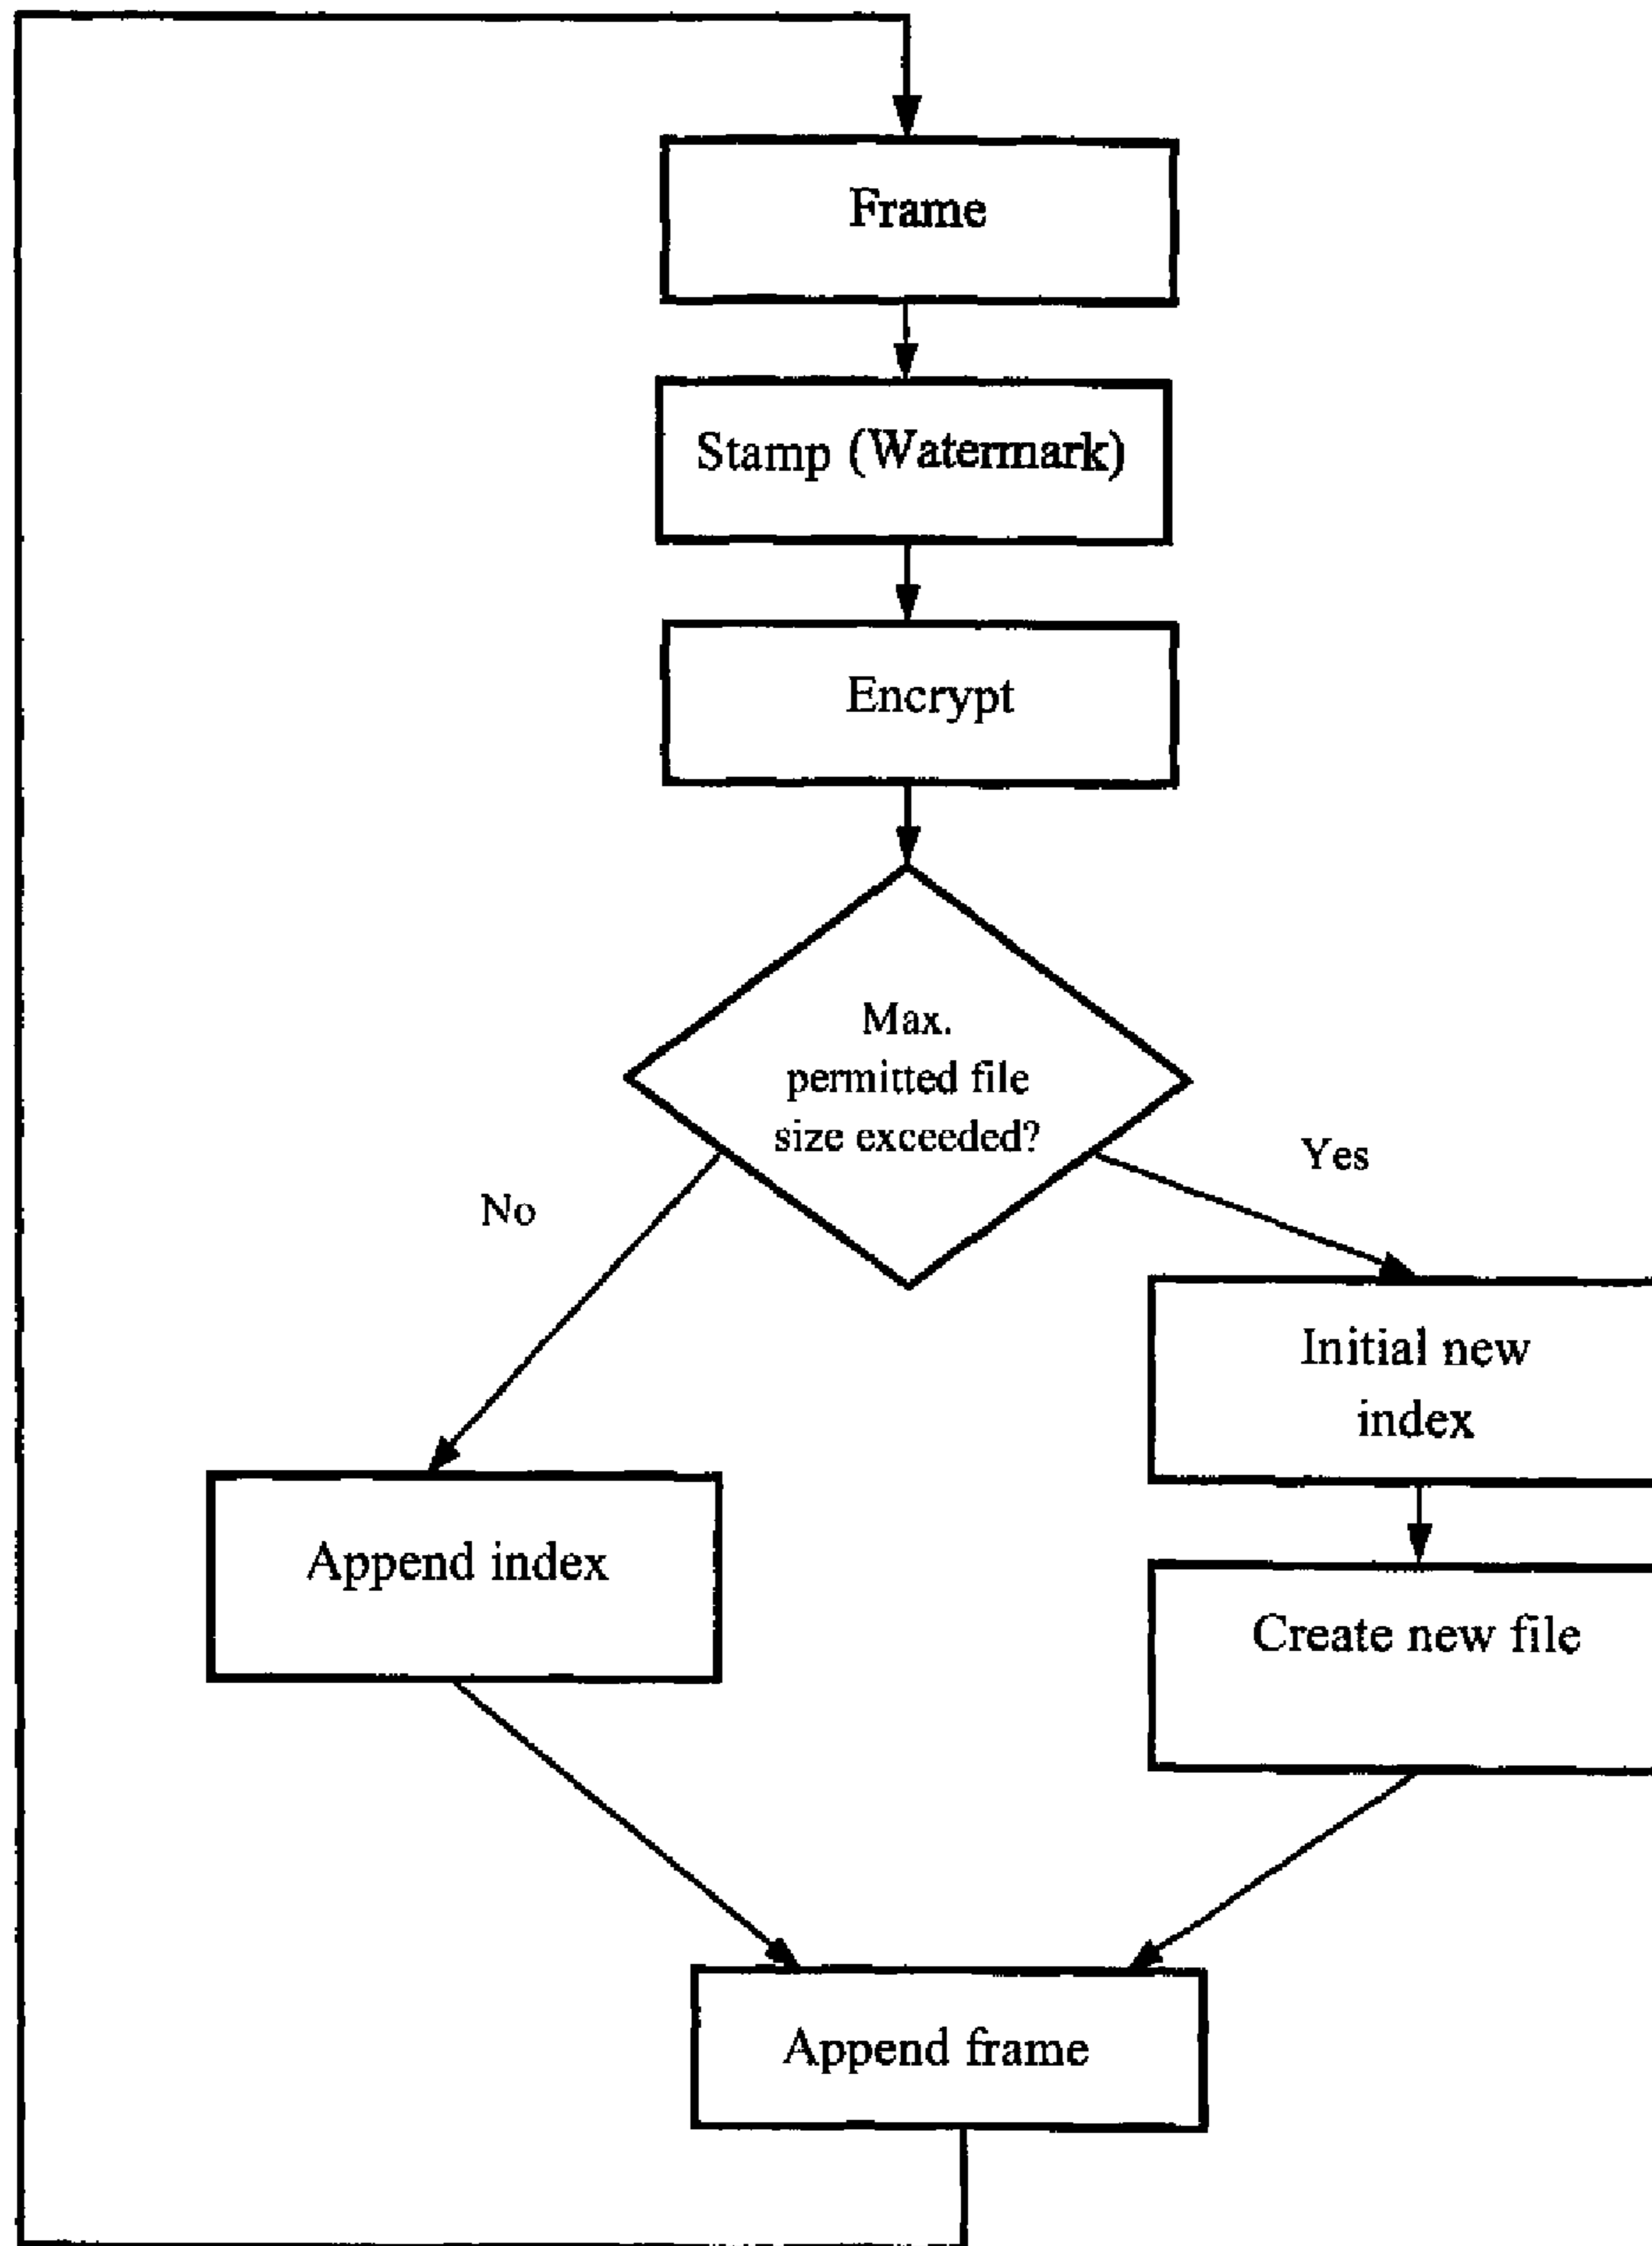 Frame
Stamp (Watermark)
Encrypt
Max.
permitted file
size exceeded?
Yes
No
Initial new
index
Append index
Create new file
Append frame